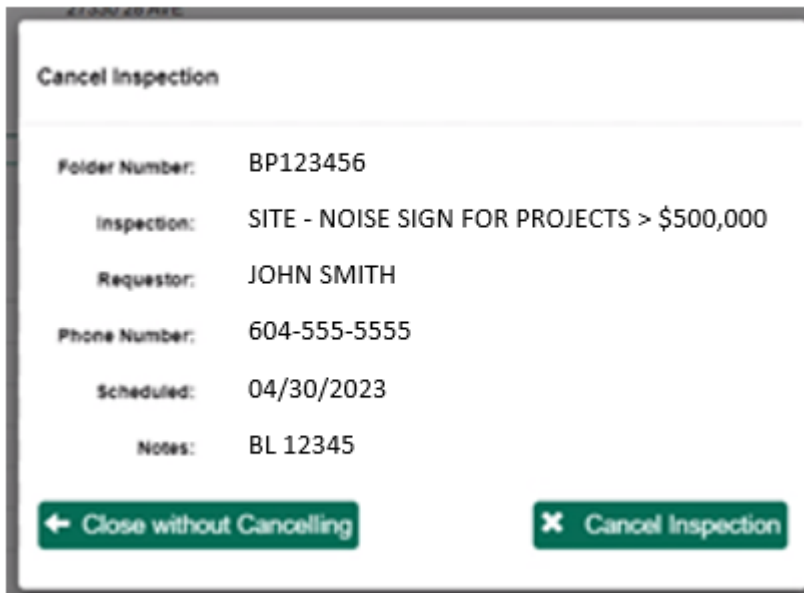 Cancel Inspection
Folder Number: BP123456
Inspection: SITE - NOISE SIGN FOR PROJECTS > $500,000
Requestor: JOHN SMITH
Phone Number: 604-555-5555
Scheduled: 04/30/2023
Notes: BL 12345
Close without Cancelling Cancel Inspection